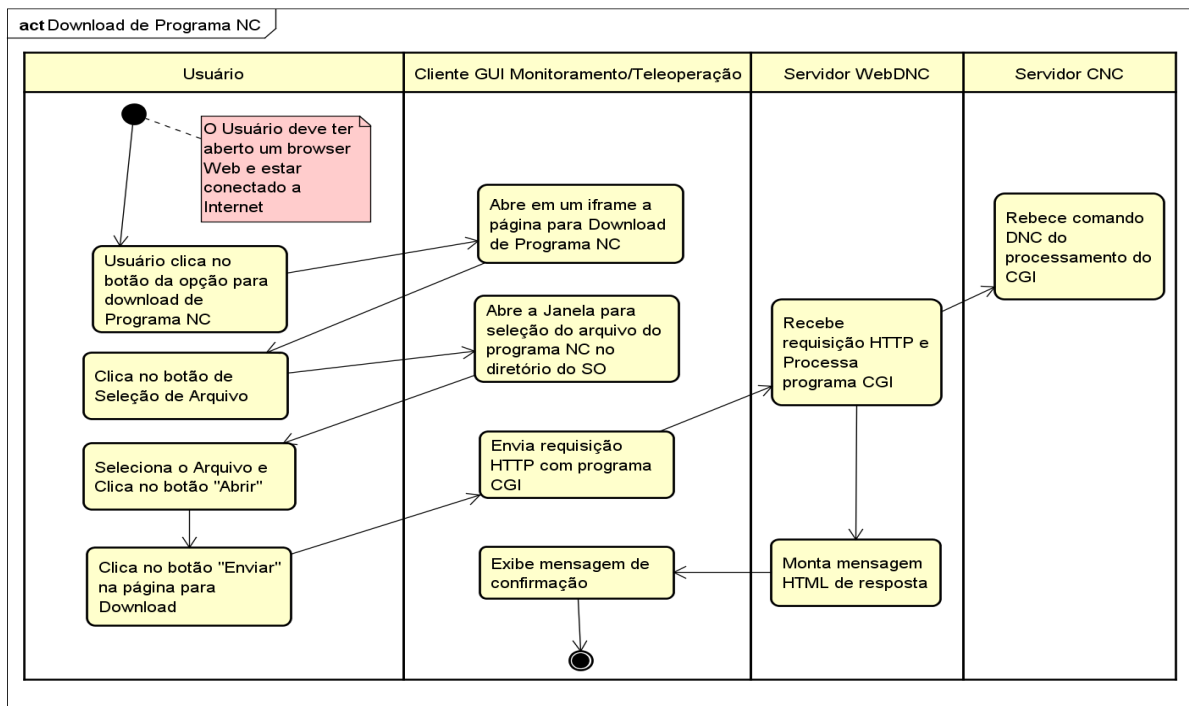 act Download de Programa NC
Usuário
Cliente GUI Monitoramento/Teleoperação
Servidor WebDNC
Servidor CNC
O Usuário deve ter
aberto um browser
Web e estar
conectado a
Internet
Usuário clica no
botão da opção para
download de
Programa NC
Abre em um iframe a
página para Download
de Programa NC
Clica no botão de
Seleção de Arquivo
Abre a Janela para
seleção do arquivo do
programa NC no
diretório do SO
Seleciona o Arquivo e
Clica no botão "Abrir"
Clica no botão "Enviar"
na página para
Download
Envia requisição
HTTP com programa
CGI
Recebe
requisição HTTP e
Processa
programa CGI
Rebece comando
DNC do
processamento do
CGI
Monta mensagem
HTML de resposta
Exibe mensagem de
confirmação